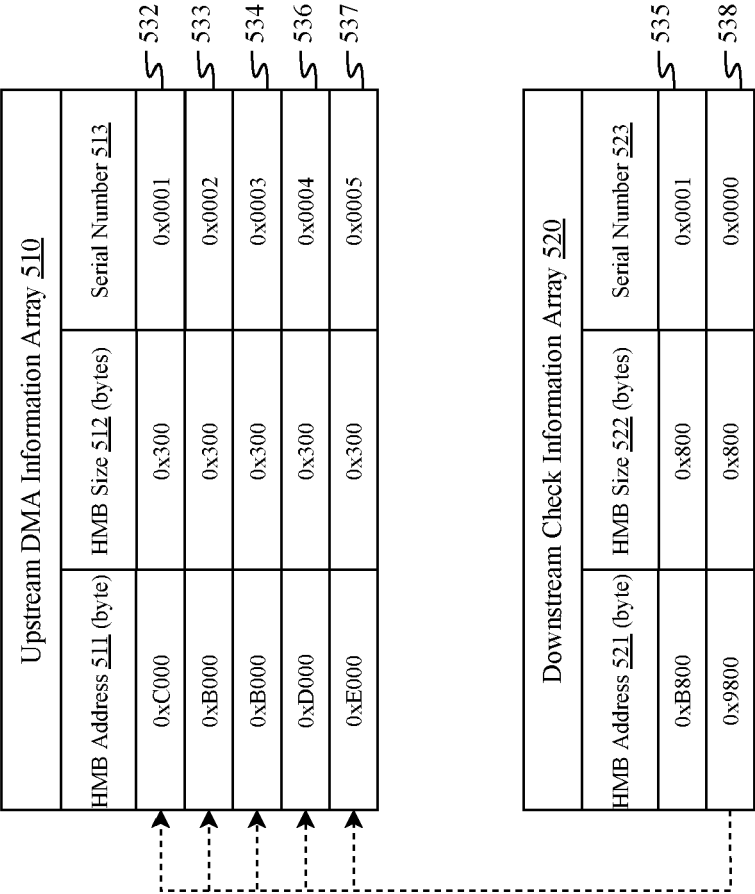 Upstream DMA Information Array 510
HMB Address 511 (byte) HMB Size 512 (bytes) Serial Number 513
0xC000 0x300 0x0001 532
0xB000 0x300 0x0002 533
0xB000 0x300 0x0003 534
0xD000 0x300 0x0004 536
0xE000 0x300 0x0005 537
Downstream Check Information Array 520
HMB Address 521 (byte) HMB Size 522 (bytes) Serial Number 523
0xB800 0x800 0x0001 535
0x9800 0x800 0x0000 538